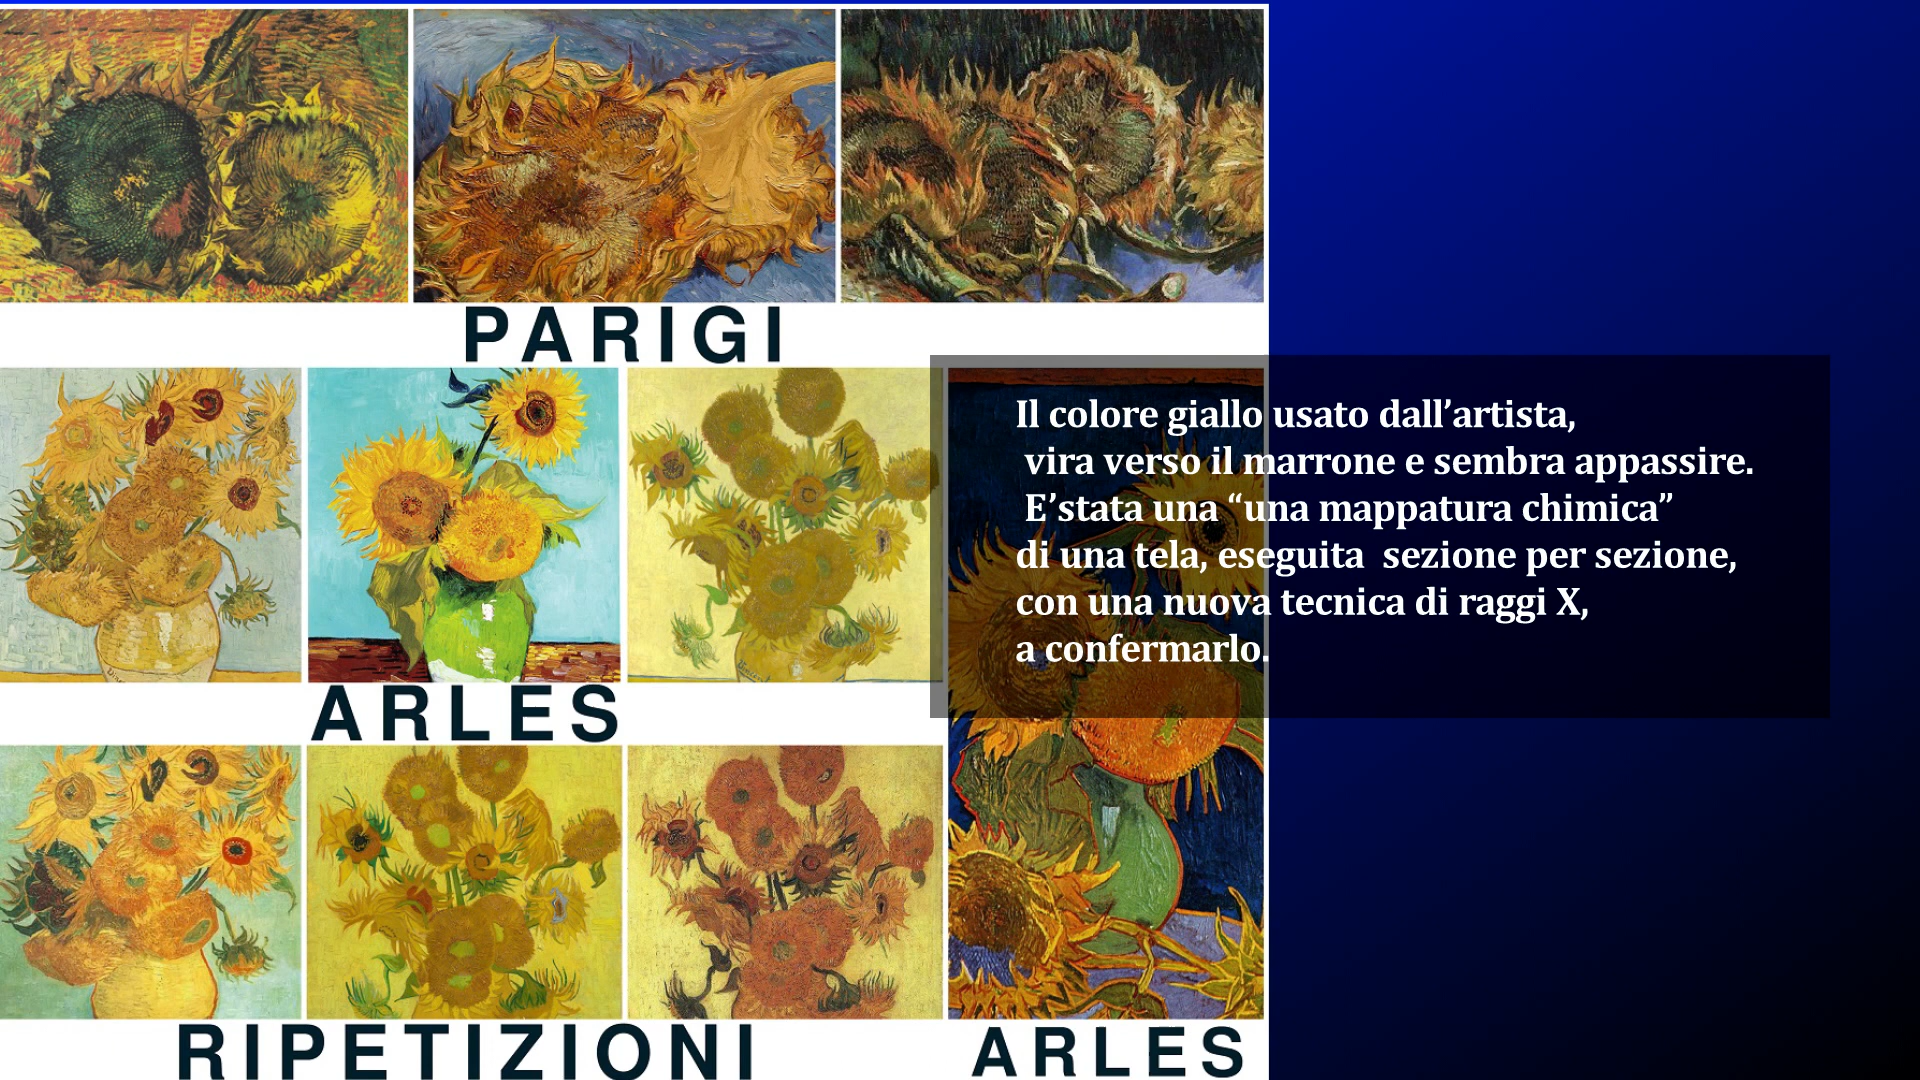 PARIGI
Il colore giallo usato dall’artista,
vira verso il marrone e sembra appassire.
E’stata una “una mappatura chimica”
di una tela, eseguita  sezione per sezione,
con una nuova tecnica di raggi X,
a confermarlo.
ARLES
RIPETIZIONI
ARLES